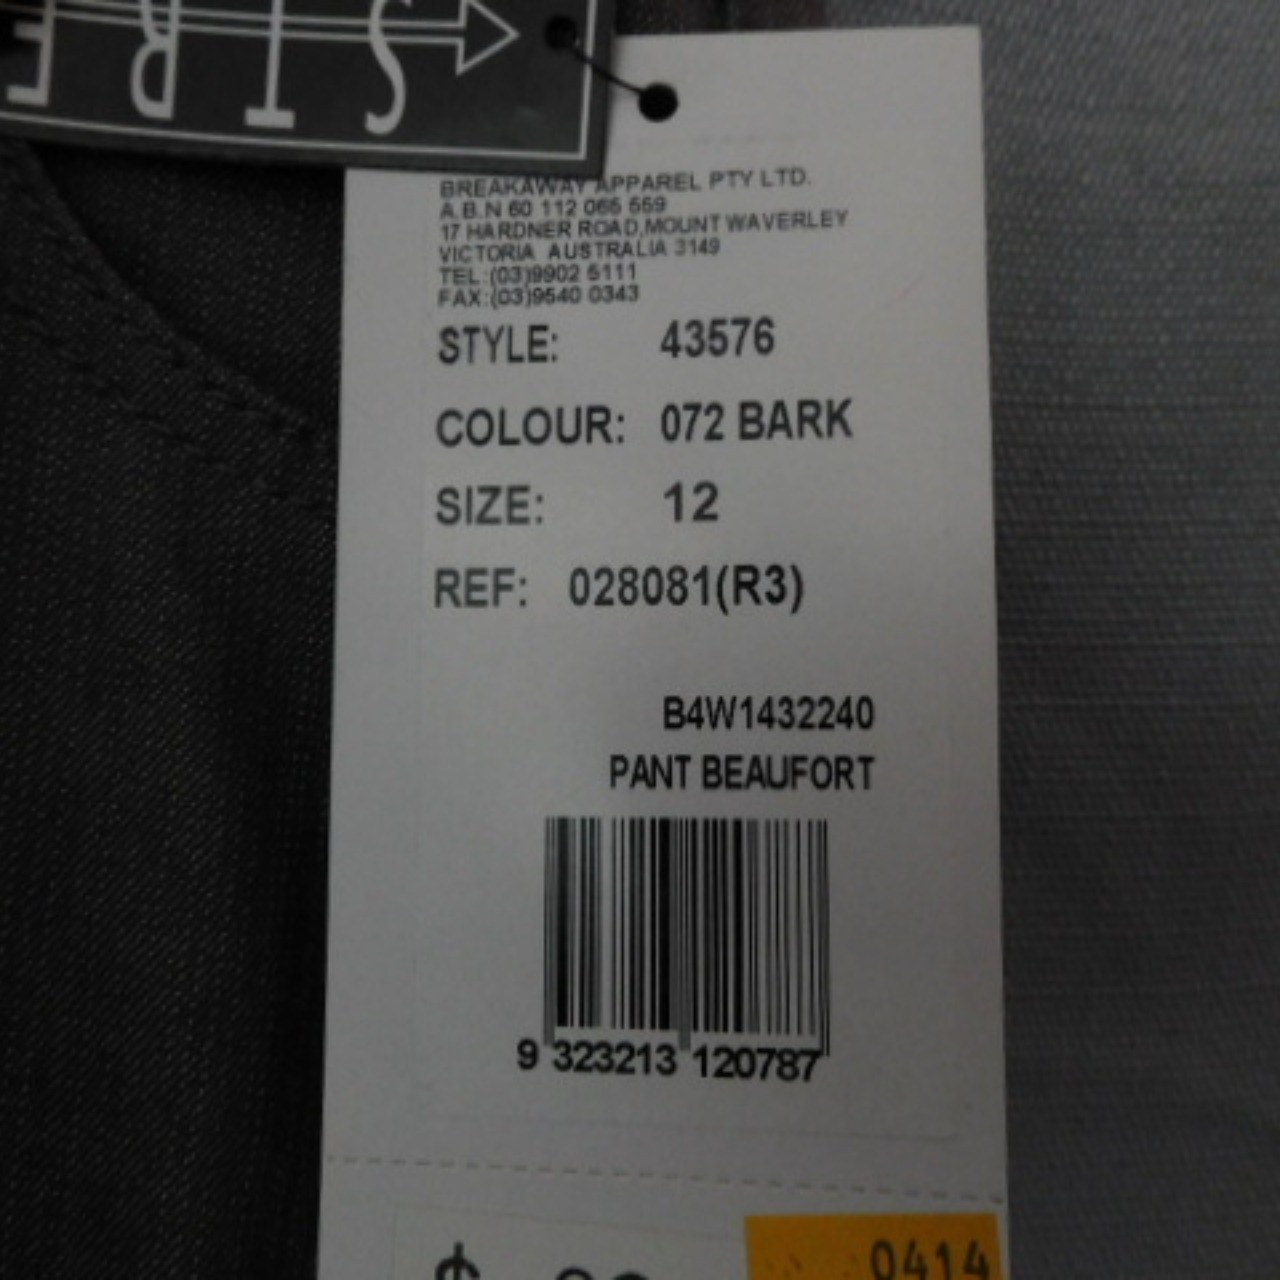 STRE
BREAKAWAY APPAREL PTY LTD.
A.B.N 60 112 065 559
17 HARDNER ROAD,MOUNT WAVERLEY
VICTORIA AUSTRALIA 3149
TEL:(03)9902 5111
FAX:(03)9540 0343
STYLE: 43576
COLOUR: 072 BARK
SIZE: 12
REF: 028081(R3)
B4W1432240
PANT BEAUFORT
9 323213 120787
$
0414